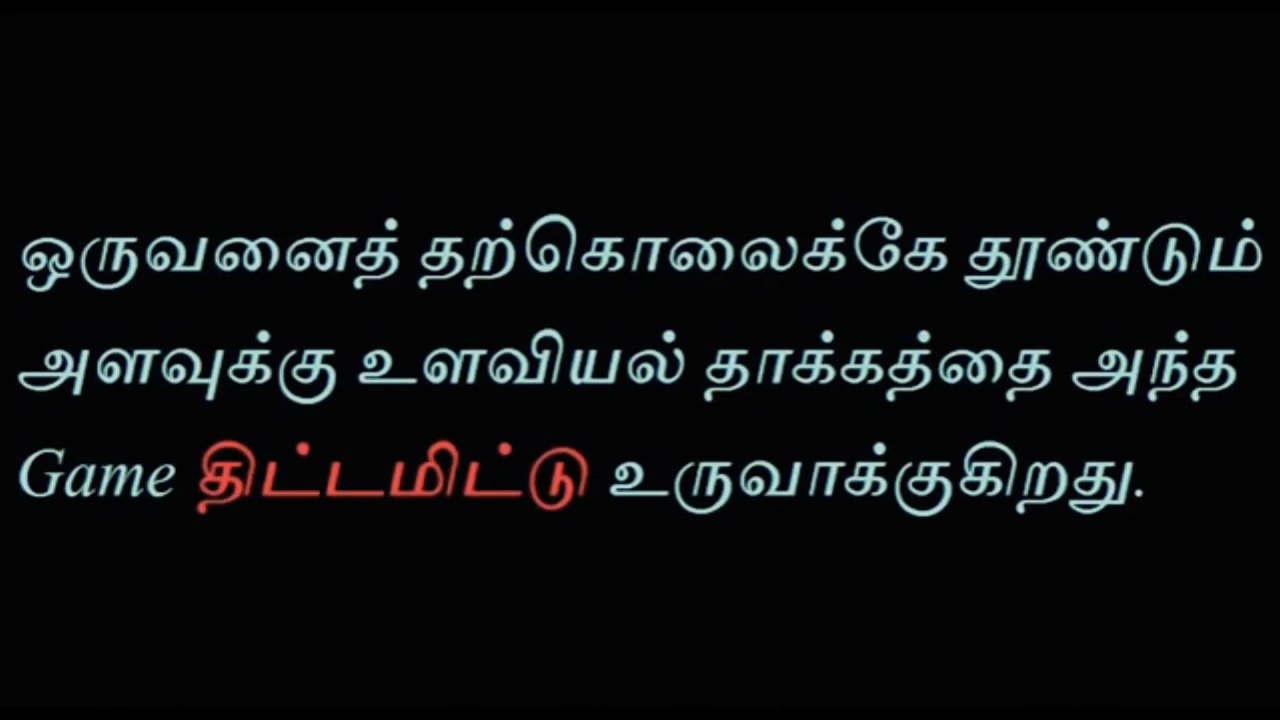 ஒருவனைத் தற்கொலைக்கே தூண்டும்
அளவுக்கு உளவியல் தாக்கத்தை அந்த
Game திட்டமிட்டு உருவாக்குகிறது.